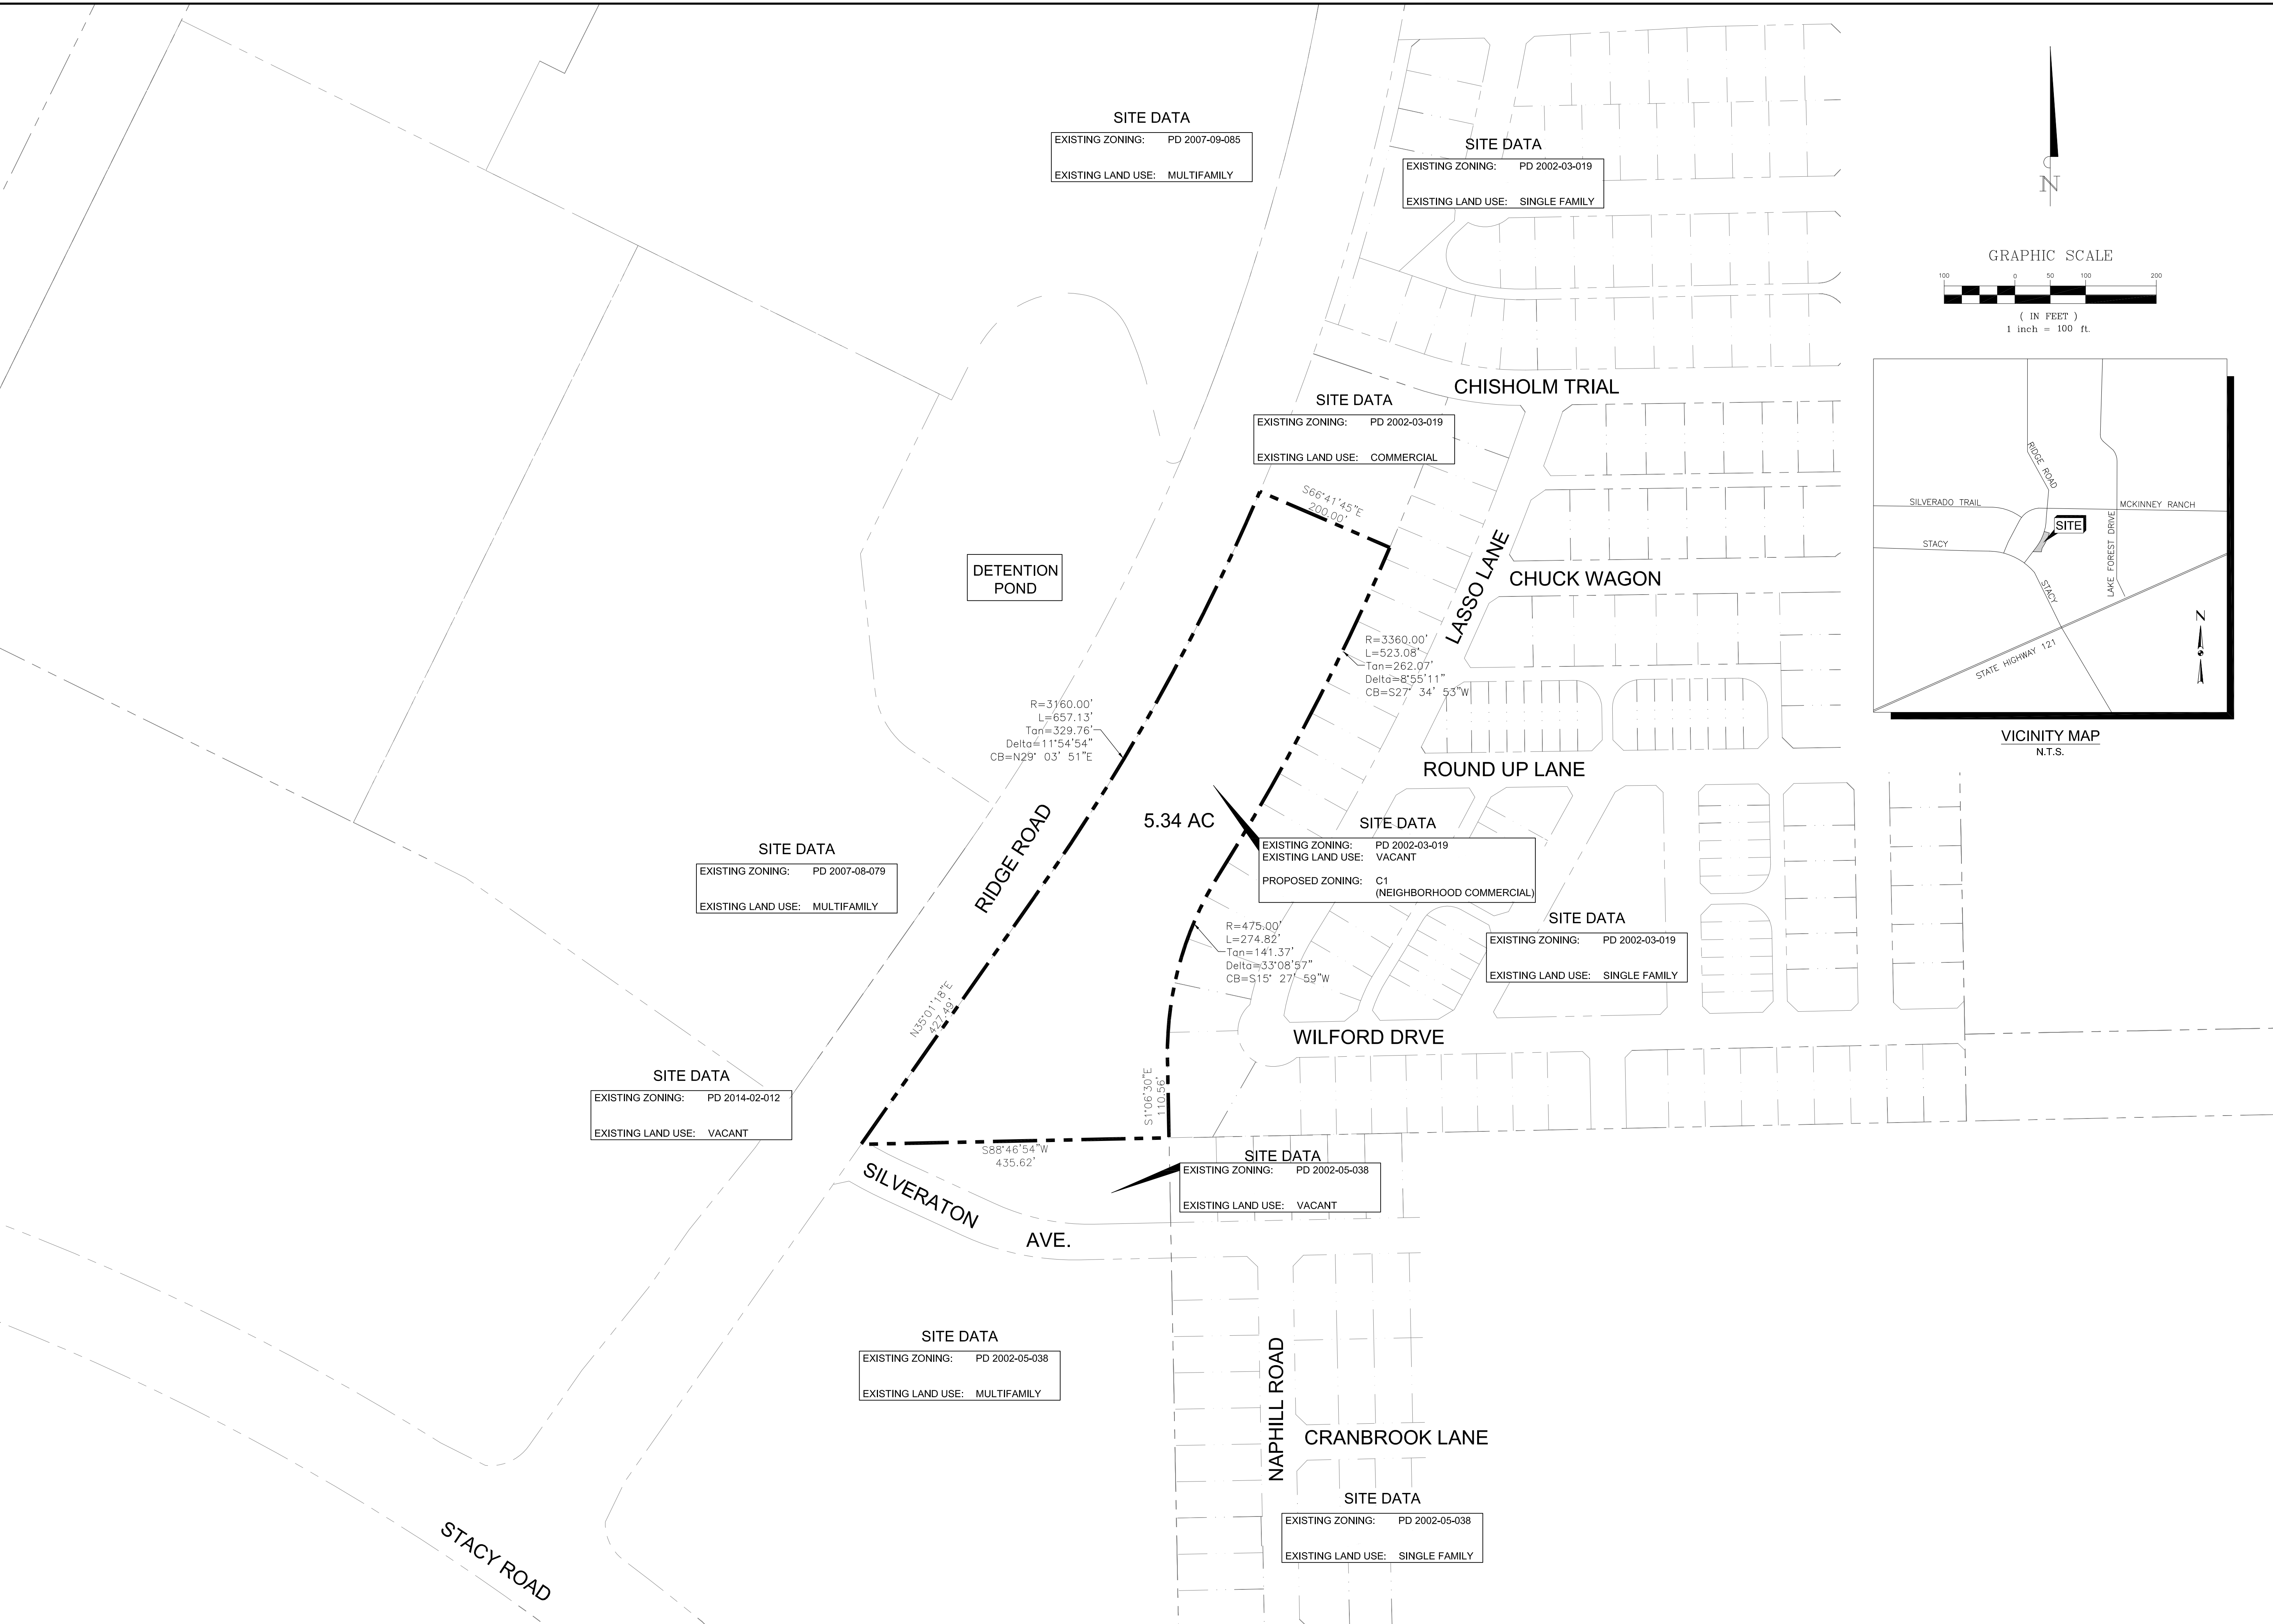 SITE DATA
EXISTING ZONING: PD 2007-09-085
EXISTING LAND USE: MULTIFAMILY
SITE DATA
EXISTING ZONING: PD 2002-03-019
EXISTING LAND USE: SINGLE FAMILY
N
GRAPHIC SCALE
100 0 50 100 200
( IN FEET )
1 inch = 100 ft.
CHISHOLM TRIAL
SITE DATA
EXISTING ZONING: PD 2002-03-019
EXISTING LAND USE: COMMERCIAL
S66°41'45"E
200.00'
RIDGE ROAD
SILVERADO TRAIL
MCKINNEY RANCH
SITE
STACY
LAKE FOREST DRIVE
STACY
STATE HIGHWAY 121
N
VICINITY MAP
N.T.S.
DETENTION
POND
LASSO LANE
CHUCK WAGON
R=3360.00'
L=523.08'
Tan=262.07'
Delta=8°55'11"
CB=S27° 34' 53"W
R=3160.00'
L=657.13'
Tan=329.76'
Delta=11°54'54"
CB=N29° 03' 51"E
ROUND UP LANE
RIDGE ROAD
5.34 AC
SITE DATA
EXISTING ZONING: PD 2002-03-019
EXISTING LAND USE: VACANT
PROPOSED ZONING: C1
(NEIGHBORHOOD COMMERCIAL)
SITE DATA
EXISTING ZONING: PD 2007-08-079
EXISTING LAND USE: MULTIFAMILY
R=475.00'
L=274.82'
Tan=141.37'
Delta=33°08'57"
CB=S15° 27' 59"W
SITE DATA
EXISTING ZONING: PD 2002-03-019
EXISTING LAND USE: SINGLE FAMILY
N35°01'18"E
427.49'
WILFORD DRVE
SITE DATA
EXISTING ZONING: PD 2014-02-012
EXISTING LAND USE: VACANT
S1°06'30"E
110.56'
S88°46'54"W
435.62'
SITE DATA
EXISTING ZONING: PD 2002-05-038
EXISTING LAND USE: VACANT
SILVERATON
AVE.
SITE DATA
EXISTING ZONING: PD 2002-05-038
EXISTING LAND USE: MULTIFAMILY
NAPHILL ROAD
CRANBROOK LANE
SITE DATA
EXISTING ZONING: PD 2002-05-038
EXISTING LAND USE: SINGLE FAMILY
STACY ROAD